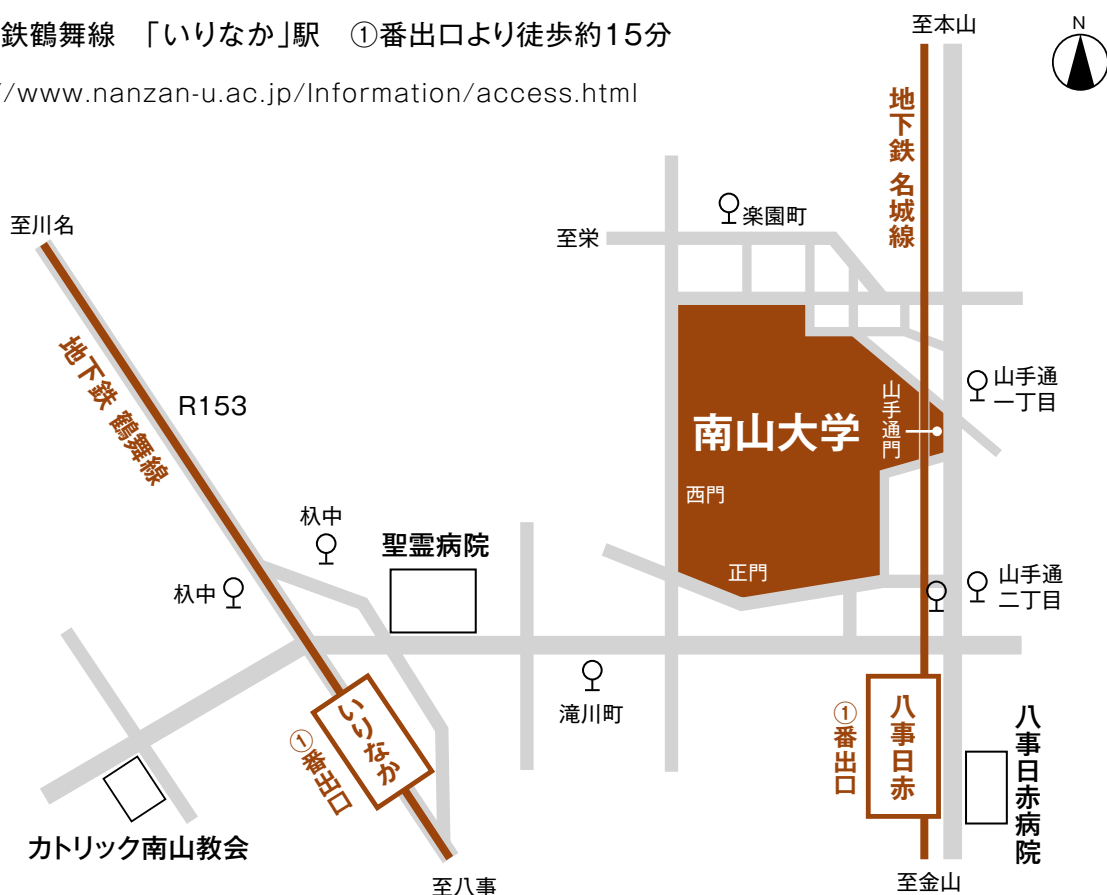 鉄鶴舞線 「いりなか」駅 ①番出口より徒歩約15分
//www.nanzan-u.ac.jp/Information/access.html
至本山
N
地下鉄 名城線
楽園町
至栄
至川名
地下鉄 鶴舞線
R153
山手通
一丁目
山手通門
南山大学
西門
正門
杁中
聖霊病院
杁中
山手通
二丁目
滝川町
いりなか
①番出口
八事日赤
①番出口
八事日赤病院
カトリック南山教会
至八事
至金山